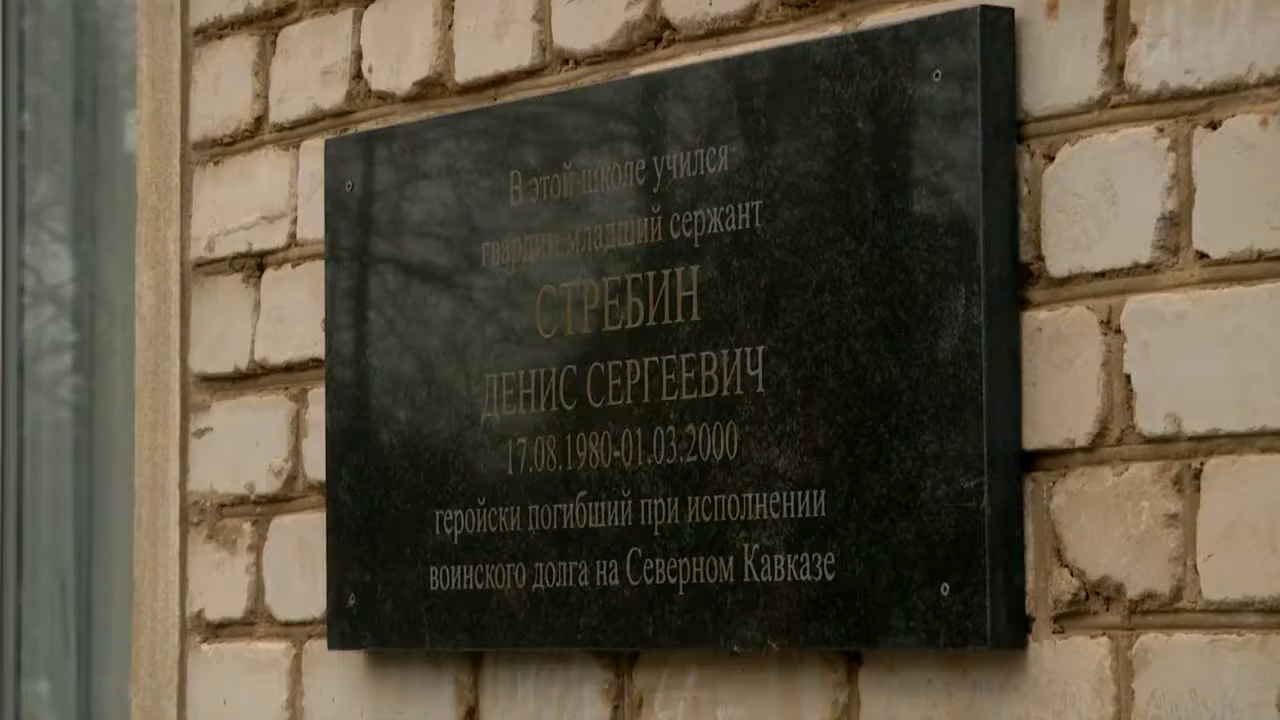 В этой школе учился
гвардии младший сержант
СТРЕБИН
ДЕНИС СЕРГЕЕВИЧ
17.08.1980-01.03.2000
геройски погибший при исполнении
воинского долга на Северном Кавказе